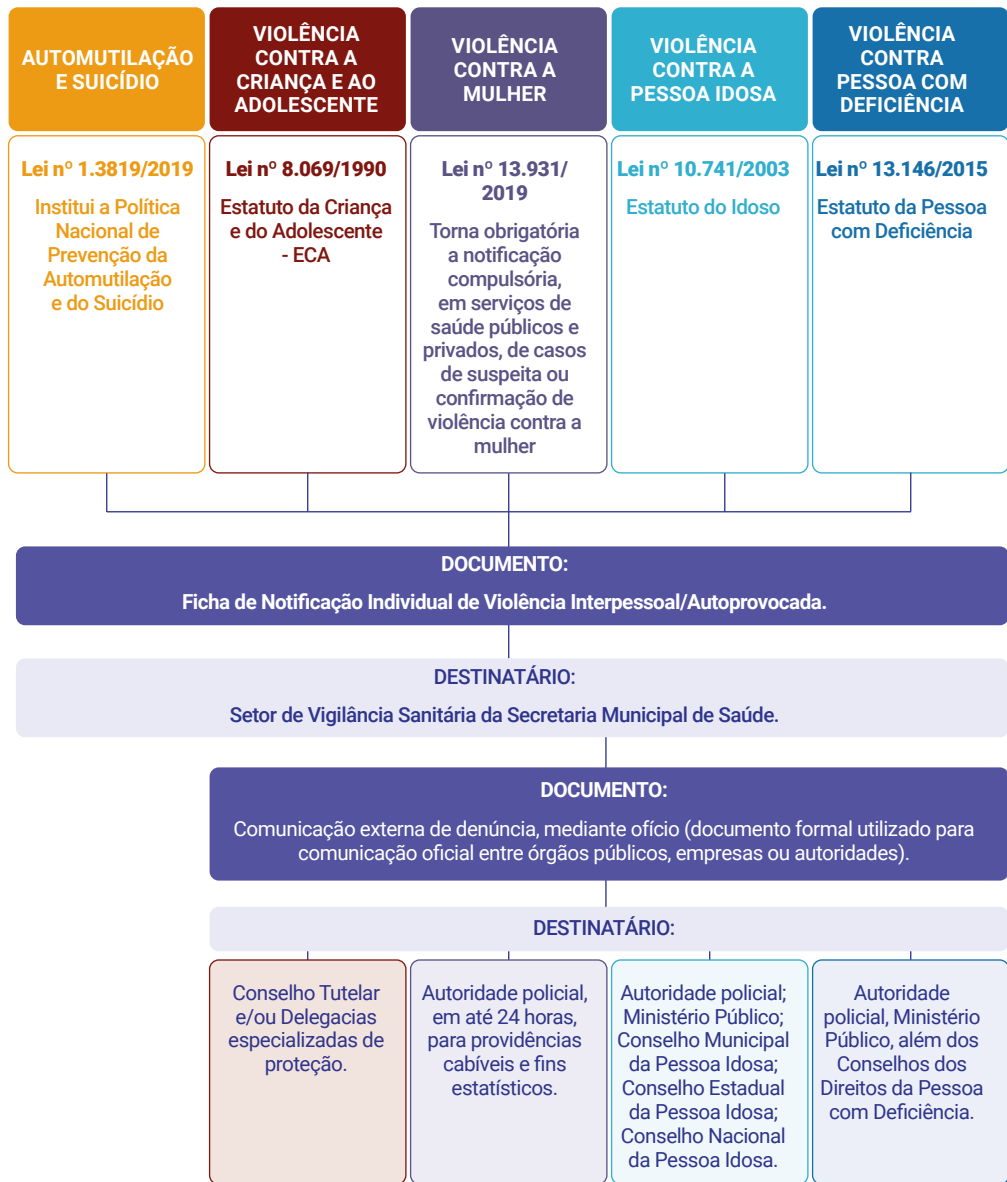 AUTOMUTILAÇÃO
E SUICÍDIO
VIOLÊNCIA
CONTRA A
CRIANÇA E AO
ADOLESCENTE
VIOLÊNCIA
CONTRA A
MULHER
VIOLÊNCIA
CONTRA A
PESSOA IDOSA
VIOLÊNCIA
CONTRA
PESSOA COM
DEFICIÊNCIA
Lei nº 1.3819/2019
Institui a Política
Nacional de
Prevenção da
Automutilação
e do Suicídio
Lei nº 8.069/1990
Estatuto da Criança
e do Adolescente
- ECA
Lei nº 13.931/
2019
Torna obrigatória
a notificação
compulsória,
em serviços de
saúde públicos e
privados, de casos
de suspeita ou
confirmação de
violência contra a
mulher
Lei nº 10.741/2003
Estatuto do Idoso
Lei nº 13.146/2015
Estatuto da Pessoa
com Deficiência
DOCUMENTO:
Ficha de Notificação Individual de Violência Interpessoal/Autoprovocada.
DESTINATÁRIO:
Setor de Vigilância Sanitária da Secretaria Municipal de Saúde.
DOCUMENTO:
Comunicação externa de denúncia, mediante ofício (documento formal utilizado para
comunicação oficial entre órgãos públicos, empresas ou autoridades).
DESTINATÁRIO:
Conselho Tutelar
e/ou Delegacias
especializadas de
proteção.
Autoridade policial,
em até 24 horas,
para providências
cabíveis e fins
estatísticos.
Autoridade policial;
Ministério Público;
Conselho Municipal
da Pessoa Idosa;
Conselho Estadual
da Pessoa Idosa;
Conselho Nacional
da Pessoa Idosa.
Autoridade
policial, Ministério
Público, além dos
Conselhos dos
Direitos da Pessoa
com Deficiência.